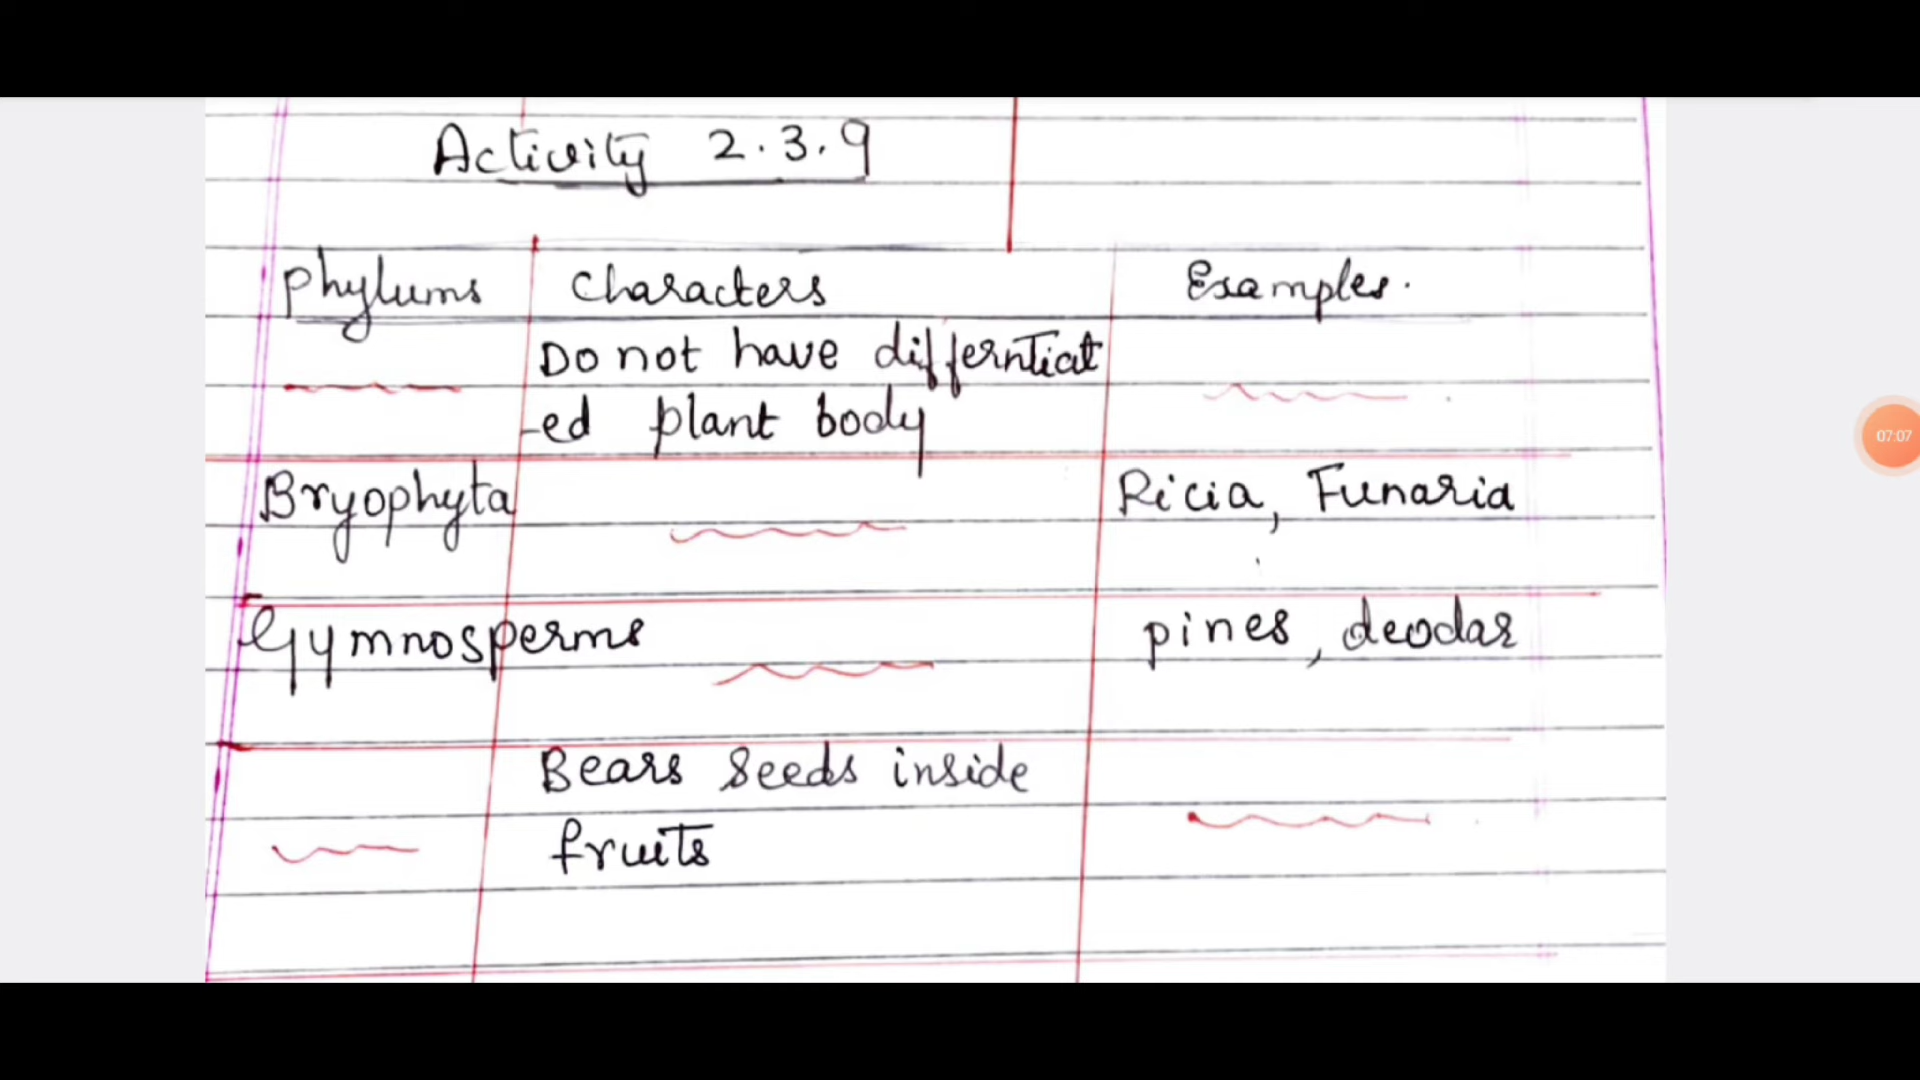 Activity 2.3.9
Phylums Characters Examples.
Do not have differntiat
-ed plant body
Bryophyta Ricia, Funaria
Gymnosperms pines, deodar
Bears seeds inside
fruits
07:07